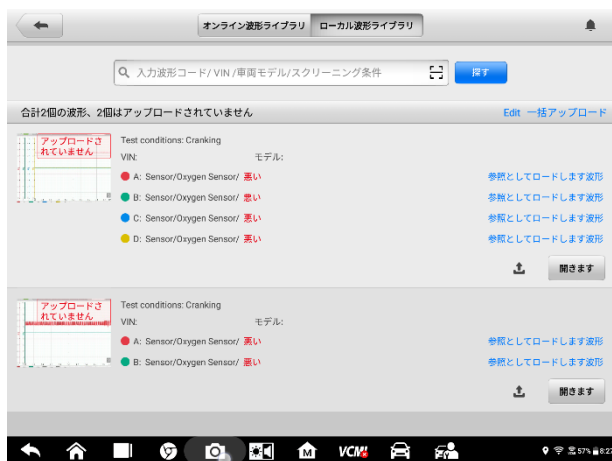 オンライン波形ライブラリ ローカル波形ライブラリ
入力波形コード/ VIN /車両モデル/スクリーニング条件 探す
合計2個の波形、2個はアップロードされていません Edit 一括アップロード
アップロードさ
れていません
Test conditions: Cranking
VIN: モデル:
A: Sensor/Oxygen Sensor/ 悪い 参照としてロードします波形
B: Sensor/Oxygen Sensor/ 悪い 参照としてロードします波形
C: Sensor/Oxygen Sensor/ 悪い 参照としてロードします波形
D: Sensor/Oxygen Sensor/ 悪い 参照としてロードします波形
開きます
アップロードさ
れていません
Test conditions: Cranking
VIN: モデル:
A: Sensor/Oxygen Sensor/ 悪い 参照としてロードします波形
B: Sensor/Oxygen Sensor/ 悪い 参照としてロードします波形
開きます
M VCMI 57%